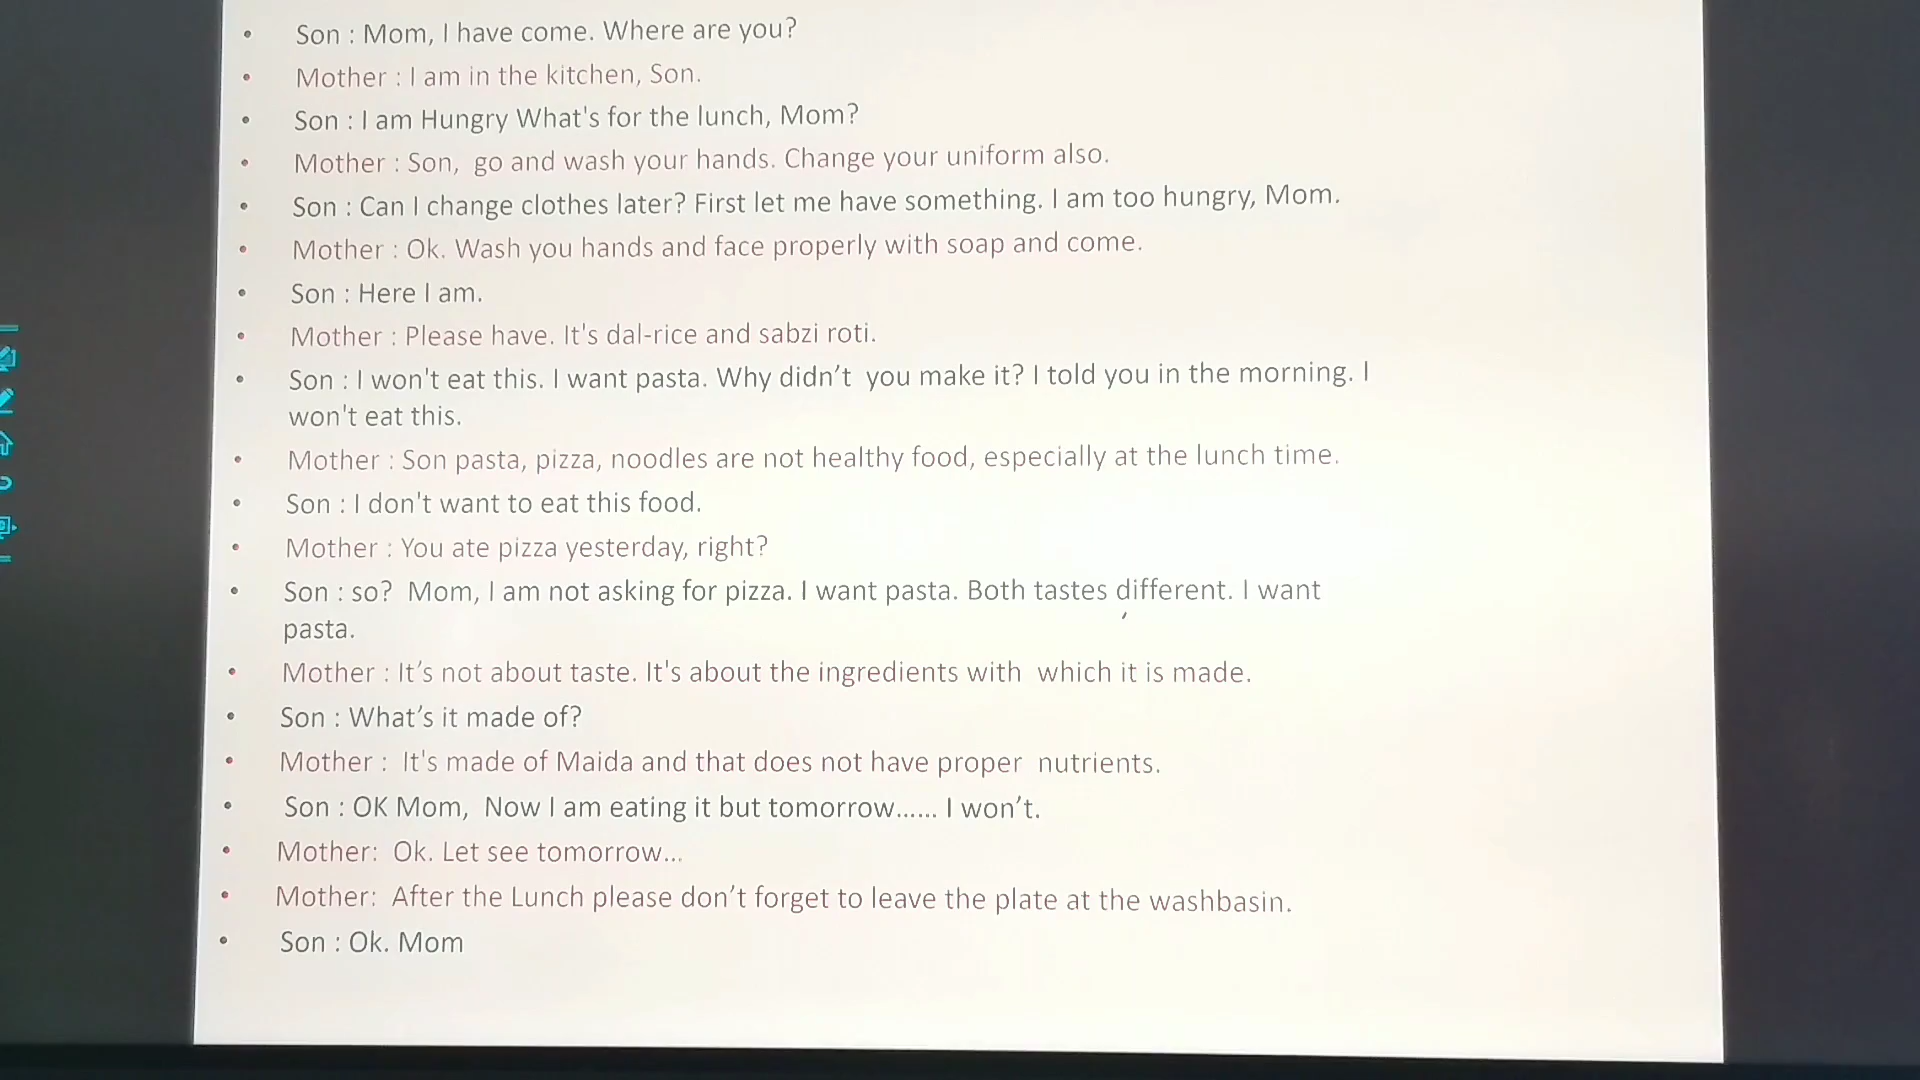 • Son : Mom, I have come. Where are you?
• Mother : I am in the kitchen, Son.
• Son : I am Hungry What's for the lunch, Mom?
• Mother : Son, go and wash your hands. Change your uniform also.
• Son : Can I change clothes later? First let me have something. I am too hungry, Mom.
• Mother : Ok. Wash you hands and face properly with soap and come.
• Son : Here I am.
• Mother : Please have. It's dal-rice and sabzi roti.
• Son : I won't eat this. I want pasta. Why didn’t you make it? I told you in the morning. I
won't eat this.
• Mother : Son pasta, pizza, noodles are not healthy food, especially at the lunch time.
• Son : I don't want to eat this food.
• Mother : You ate pizza yesterday, right?
• Son : so? Mom, I am not asking for pizza. I want pasta. Both tastes different. I want
pasta.
• Mother : It’s not about taste. It's about the ingredients with which it is made.
• Son : What’s it made of?
• Mother : It's made of Maida and that does not have proper nutrients.
• Son : OK Mom, Now I am eating it but tomorrow...... I won’t.
• Mother: Ok. Let see tomorrow...
• Mother: After the Lunch please don’t forget to leave the plate at the washbasin.
• Son : Ok. Mom